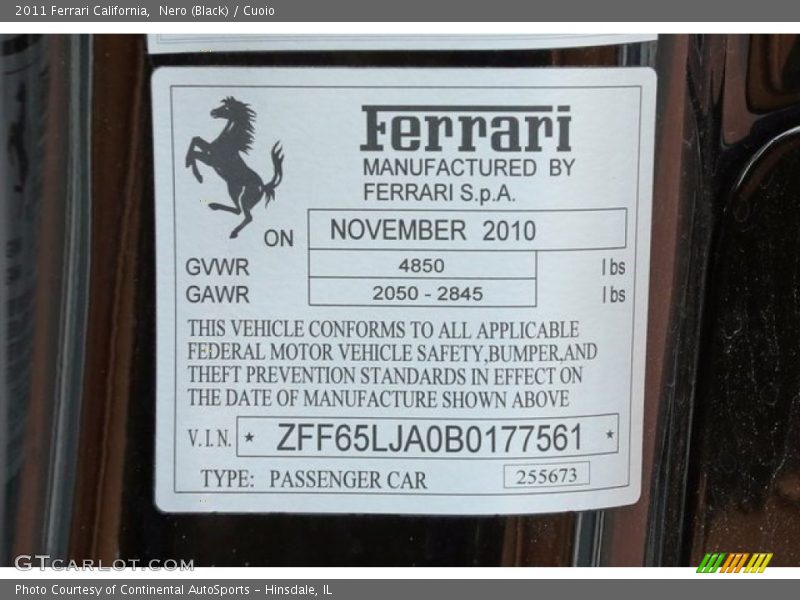 2011 Ferrari California, Nero (Black) / Cuoio
Ferrari
MANUFACTURED BY
FERRARI S.p.A.
ON NOVEMBER 2010
GVWR 4850 lbs
GAWR 2050 - 2845 lbs
THIS VEHICLE CONFORMS TO ALL APPLICABLE
FEDERAL MOTOR VEHICLE SAFETY,BUMPER,AND
THEFT PREVENTION STANDARDS IN EFFECT ON
THE DATE OF MANUFACTURE SHOWN ABOVE
V.I.N. * ZFF65LJA0B0177561 *
TYPE: PASSENGER CAR 255673
GTCARLOT.COM
Photo Courtesy of Continental AutoSports - Hinsdale, IL